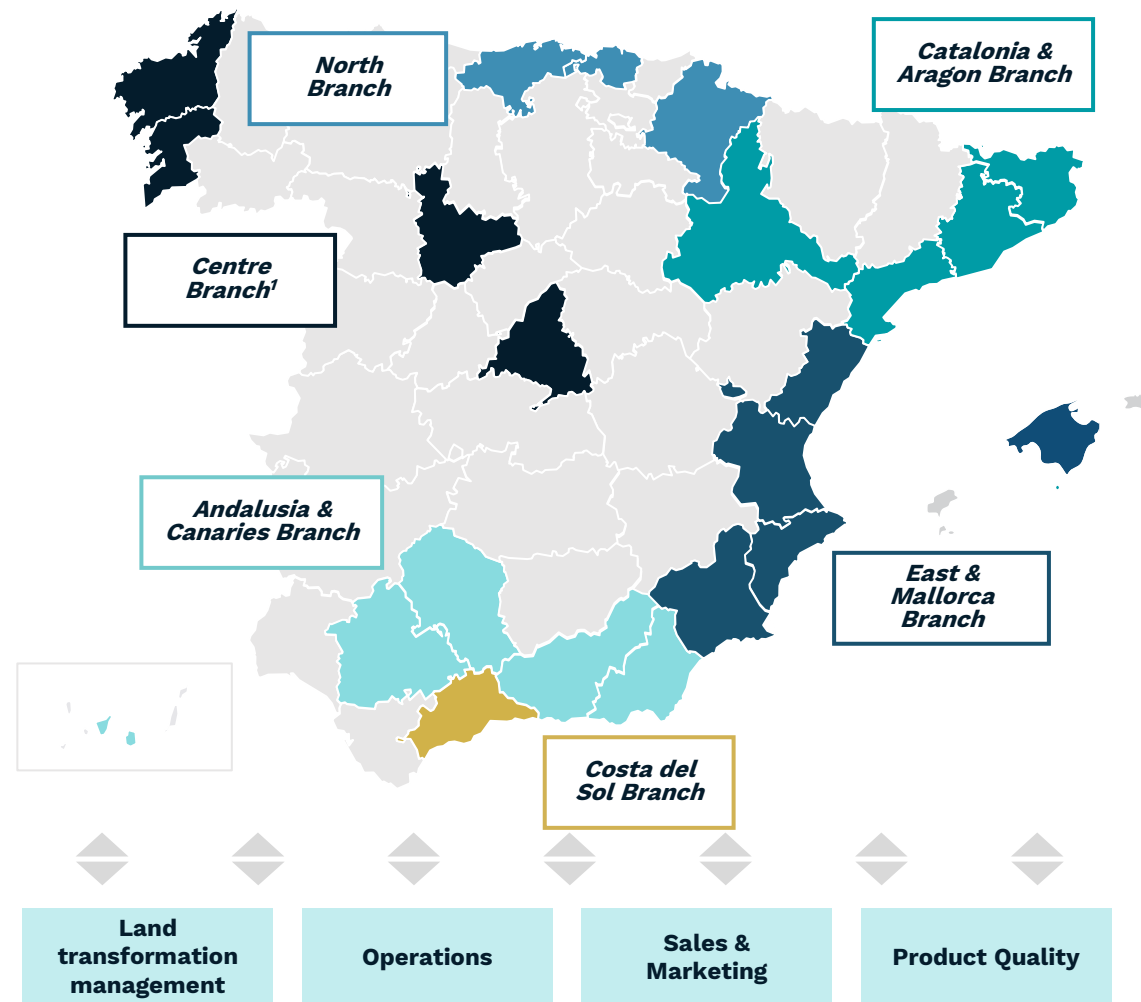 North
Branch
Catalonia &
Aragon Branch
Centre
Branch¹
Andalusia &
Canaries Branch
East &
Mallorca
Branch
Costa del
Sol Branch
Land
transformation
management
Operations
Sales &
Marketing
Product Quality